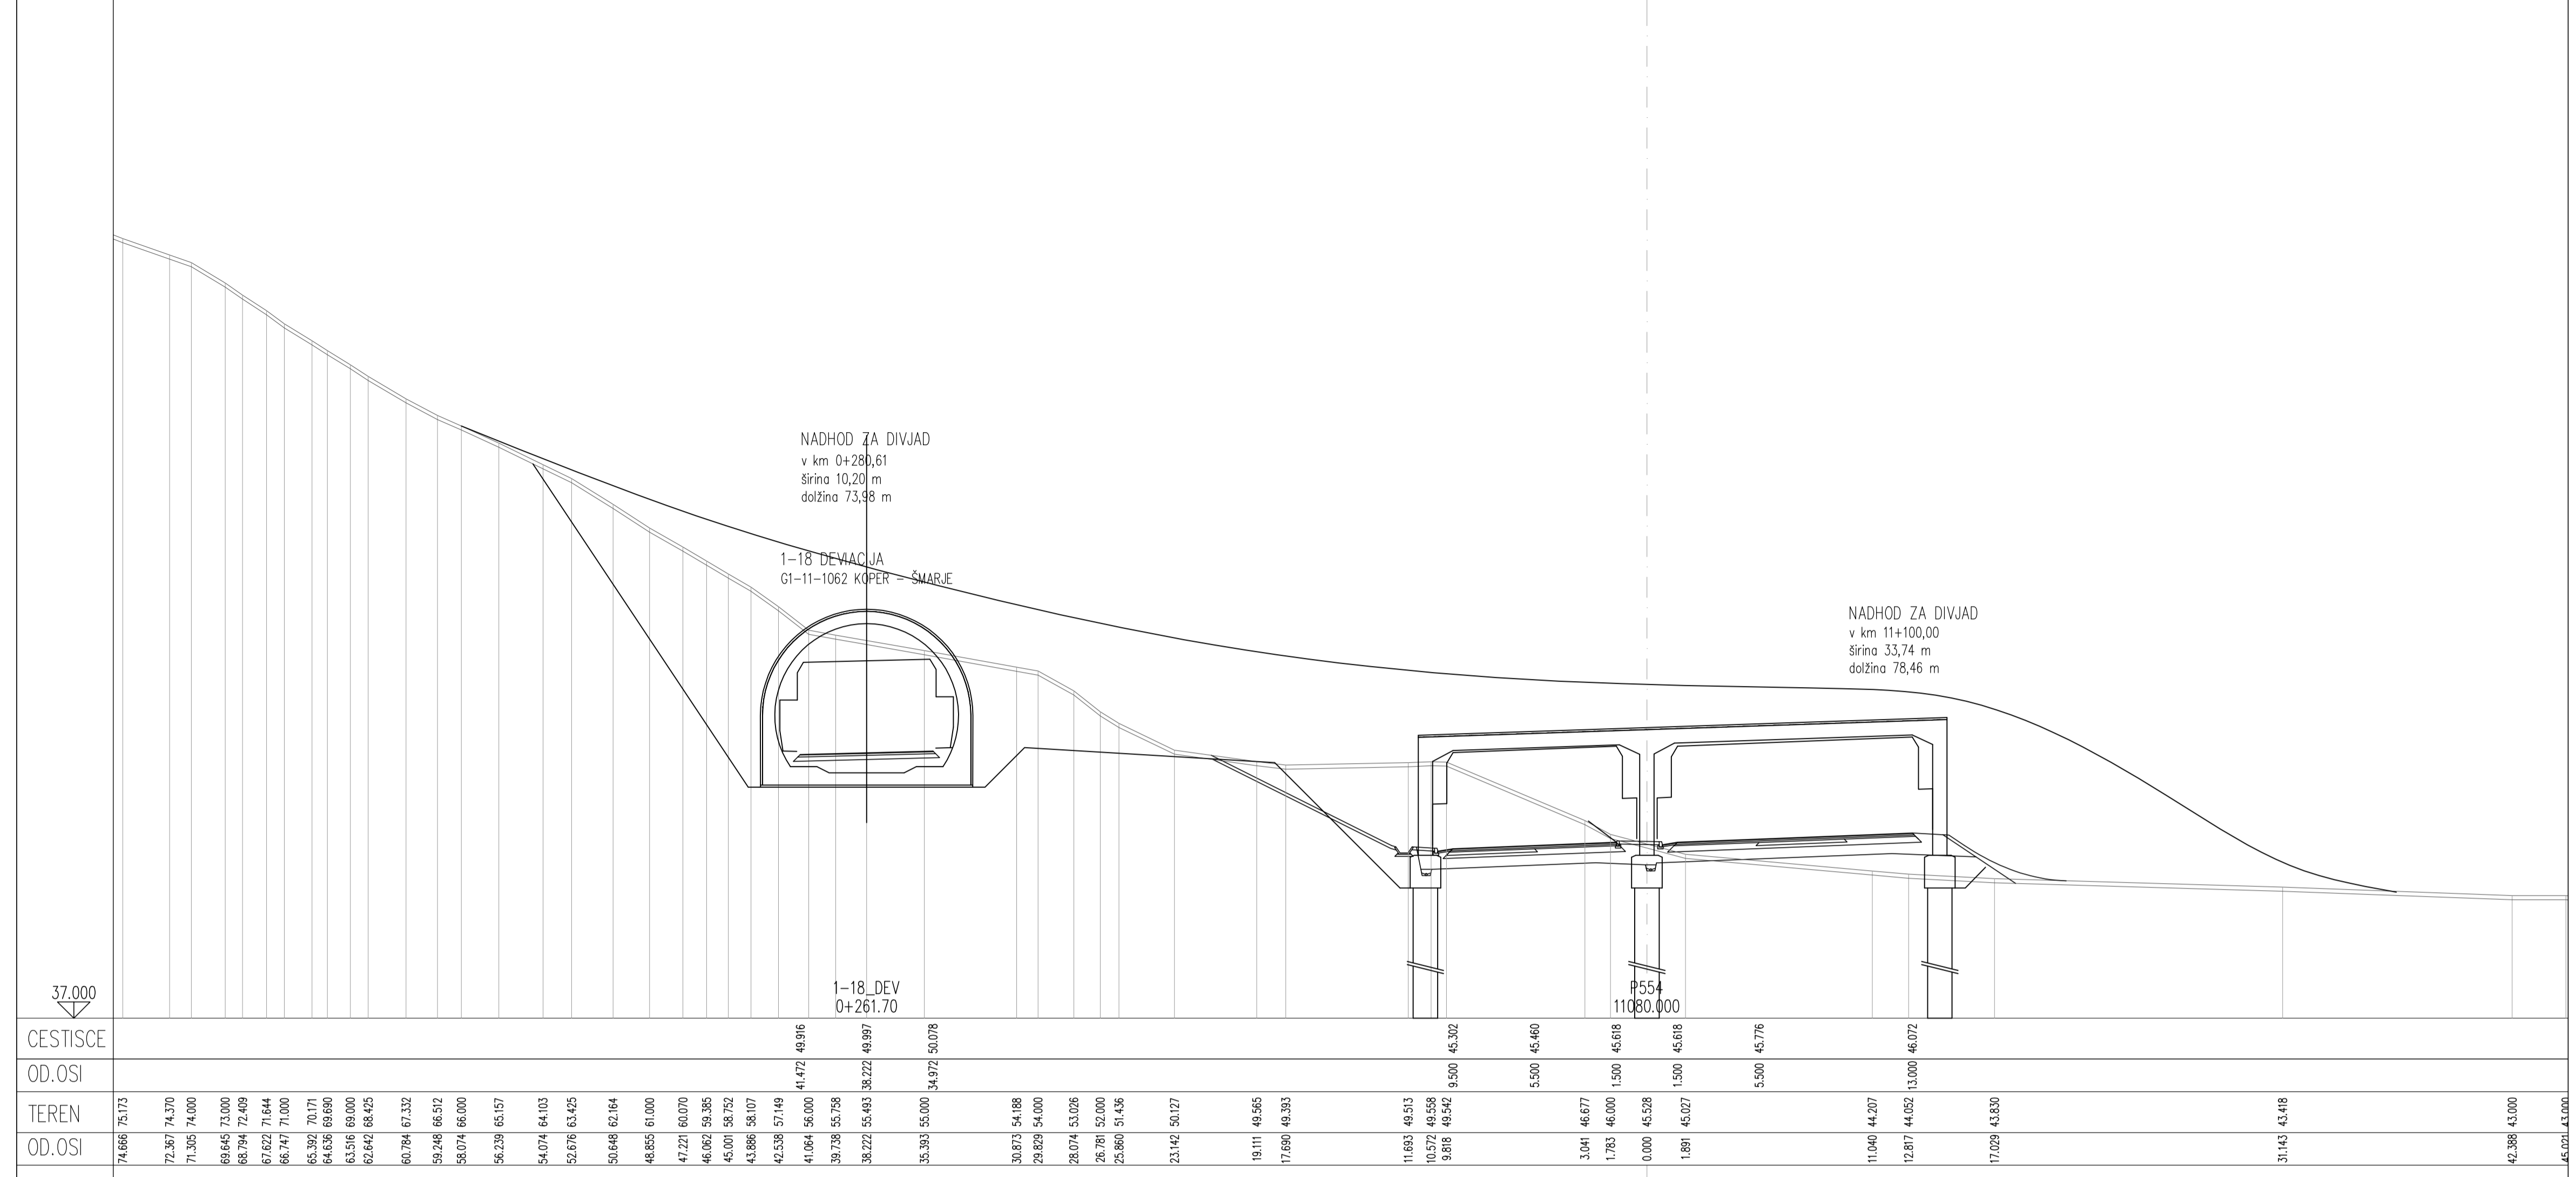 NADHOD ZA DIVJAD
v km 0+280,61
širina 10,20 m
dolžina 73,98 m
1-18 DEVIACIJA
G1-11-1062 KOPER - ŠMARJE
NADHOD ZA DIVJAD
v km 11+100,00
širina 33,74 m
dolžina 78,46 m
37.000
1-18_DEV
0+261.70
P554
11080.000
CESTISCE 49.916 49.997 50.078 45.302 45.460 45.618 45.618 45.776 46.072
OD.OSI 41.472 38.222 34.972 9.500 5.500 1.500 1.500 5.500 13.000
TEREN 75.173 74.370 74.000 73.000 72.409 71.644 71.000 70.171 69.690 69.000 68.425 67.332 66.512 66.000 65.157 64.103 63.425 62.164 61.000 60.070 59.385 58.752 58.107 57.149 56.000 55.758 55.493 55.000 54.188 54.000 53.026 52.000 51.436 50.127 49.565 49.393 49.513 49.558 49.542 46.677 46.000 45.528 45.027 44.207 44.052 43.830 43.418 43.000 43.000
OD.OSI 74.666 72.367 71.305 69.645 68.794 67.622 66.747 65.392 64.636 63.516 62.642 60.784 59.248 58.074 56.239 54.074 52.676 50.648 48.855 47.221 46.062 45.001 43.886 42.538 41.064 39.738 38.222 35.393 30.873 29.829 28.074 26.781 25.860 23.142 19.111 17.690 11.693 10.572 9.818 3.041 1.783 0.000 1.891 11.040 12.817 17.029 31.143 42.388 45.021